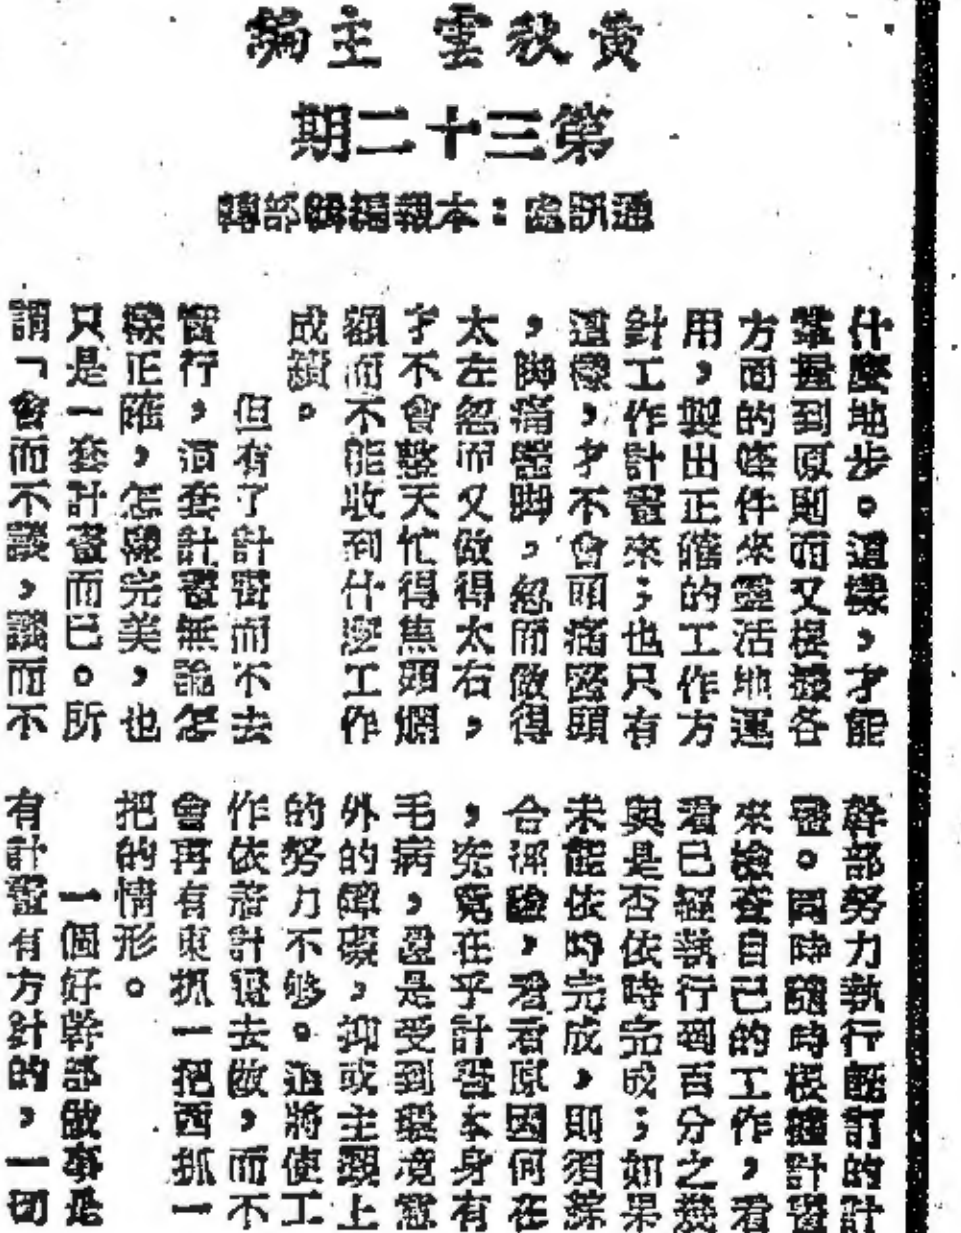 黃秋雲 主編
第三十二期
通訊處：本報編輯部轉
什麼地步。這樣，才能
掌握到原則而又根據各
方面的條件來靈活地運
用，製出正確的工作方
針工作計畫來；也只有
這樣，才不會頭痛醫頭
，脚痛醫脚，忽而做得
太左忽而又做得太右，
才不會整天忙得焦頭爛
額而不能收到什麼工作
成績。
但有了計畫而不去
實行，這套計畫無論怎
樣正確，怎樣完美，也
只是一套計畫而已。所
謂「會而不議，議而不
幹部努力執行既訂的計
畫。同時隨時根據計畫
來檢查自己的工作，看
看已經執行到百分之幾
與是否依時完成；如果
未能依時完成，則須綜
合經驗，看看原因何在
，究竟在乎計畫本身有
毛病，還是受到環境意
外的障礙，抑或主觀上
的努力不够。這將使工
作依着計畫去做，而不
會再有東抓一把西抓一
把的情形。
一個好幹部做事是
有計畫有方針的，一切